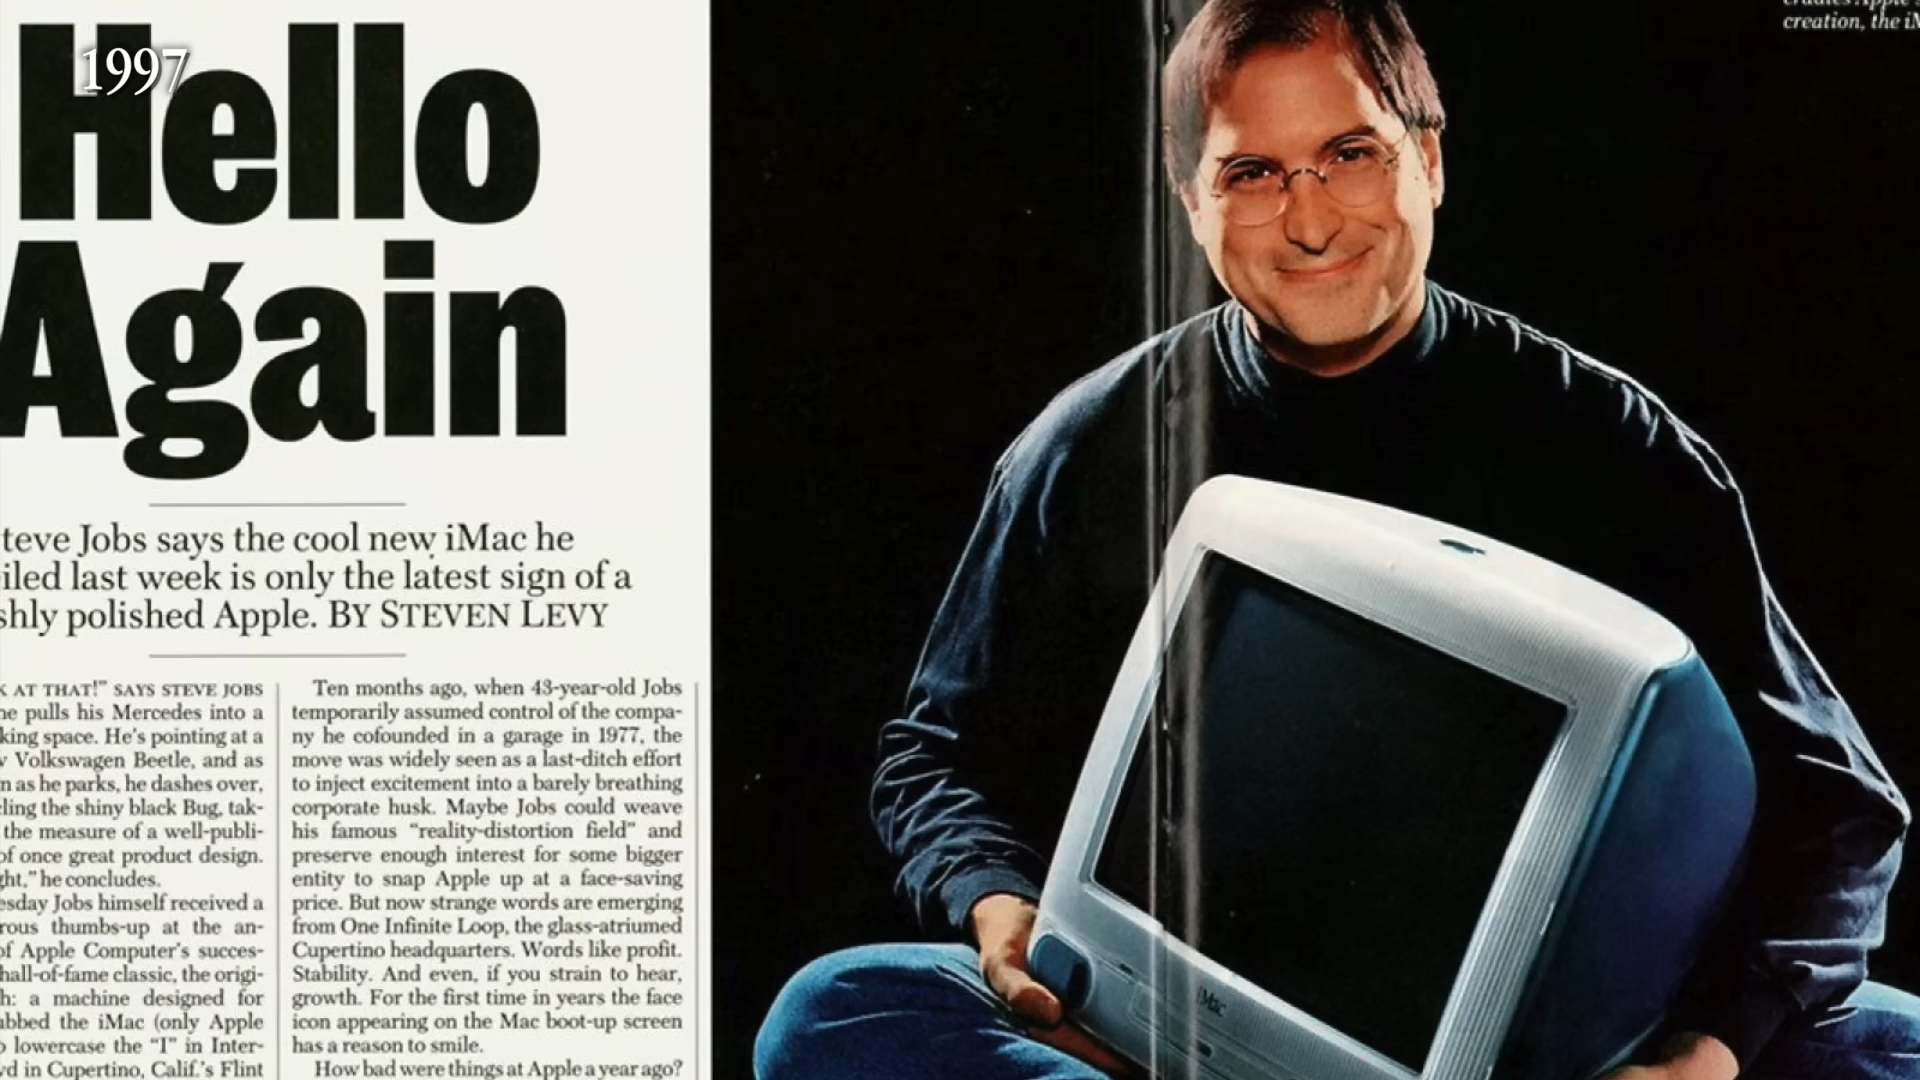 1997
Hello
Again
teve Jobs says the cool new iMac he
iled last week is only the latest sign of a
shly polished Apple. BY STEVEN LEVY
K AT THAT!” SAYS STEVE JOBS
he pulls his Mercedes into a
king space. He's pointing at a
w Volkswagen Beetle, and as
n as he parks, he dashes over,
ling the shiny black Bug, tak-
the measure of a well-publi-
of once great product design.
ght,” he concludes.
esday Jobs himself received a
rous thumbs-up at the an-
of Apple Computer's succes-
hall-of-fame classic, the origi-
h: a machine designed for
ubbed the iMac (only Apple
o lowercase the “I” in Inter-
yd in Cupertino, Calif.'s Flint
Ten months ago, when 43-year-old Jobs
temporarily assumed control of the compa-
ny he cofounded in a garage in 1977, the
move was widely seen as a last-ditch effort
to inject excitement into a barely breathing
corporate husk. Maybe Jobs could weave
his famous “reality-distortion field” and
preserve enough interest for some bigger
entity to snap Apple up at a face-saving
price. But now strange words are emerging
from One Infinite Loop, the glass-atriumed
Cupertino headquarters. Words like profit.
Stability. And even, if you strain to hear,
growth. For the first time in years the face
icon appearing on the Mac boot-up screen
has a reason to smile.
How bad were things at Apple a year ago?
creation, the iM
iMac